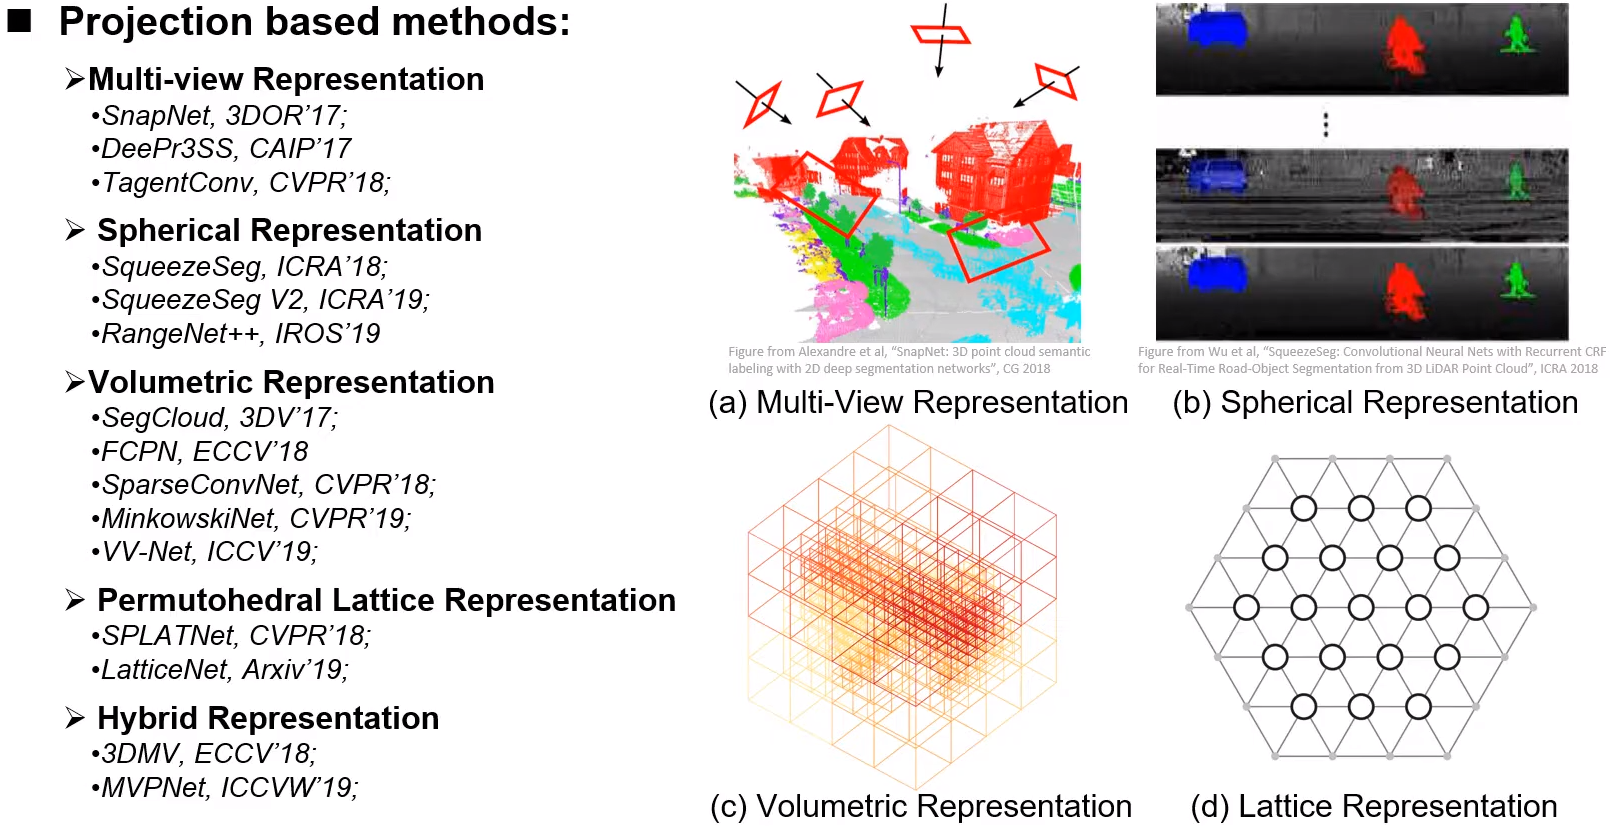 ■ Projection based methods:
➢Multi-view Representation
•SnapNet, 3DOR’17;
•DeePr3SS, CAIP’17
•TagentConv, CVPR’18;
➢ Spherical Representation
•SqueezeSeg, ICRA’18;
•SqueezeSeg V2, ICRA’19;
•RangeNet++, IROS’19
➢Volumetric Representation
•SegCloud, 3DV’17;
•FCPN, ECCV’18
•SparseConvNet, CVPR’18;
•MinkowskiNet, CVPR’19;
•VV-Net, ICCV’19;
➢ Permutohedral Lattice Representation
•SPLATNet, CVPR’18;
•LatticeNet, Arxiv’19;
➢ Hybrid Representation
•3DMV, ECCV’18;
•MVPNet, ICCVW’19;
Figure from Alexandre et al, “SnapNet: 3D point cloud semantic
labeling with 2D deep segmentation networks”, CG 2018
(a) Multi-View Representation
Figure from Wu et al, “SqueezeSeg: Convolutional Neural Nets with Recurrent CRF
for Real-Time Road-Object Segmentation from 3D LiDAR Point Cloud”, ICRA 2018
(b) Spherical Representation
(c) Volumetric Representation
(d) Lattice Representation